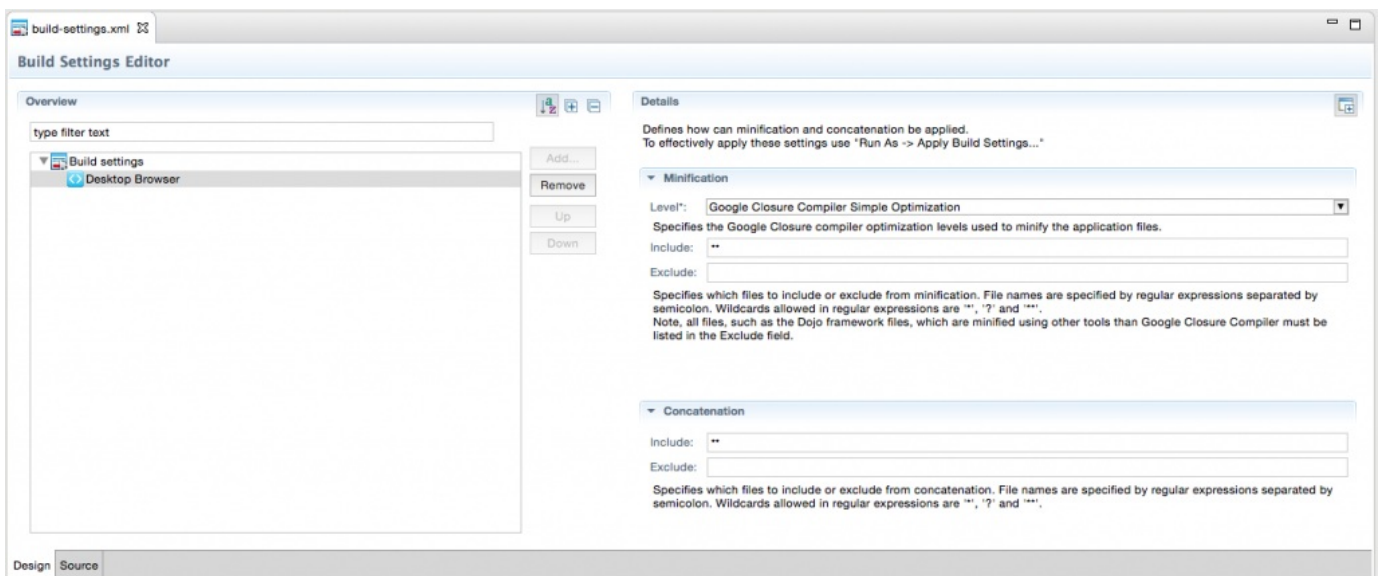 build-settings.xml
Build Settings Editor
Overview
type filter text
Build settings
Desktop Browser
Add...
Remove
Up
Down
Details
Defines how can minification and concatenation be applied.
To effectively apply these settings use "Run As -> Apply Build Settings..."
Minification
Level*: Google Closure Compiler Simple Optimization
Specifies the Google Closure compiler optimization levels used to minify the application files.
Include: **
Exclude:
Specifies which files to include or exclude from minification. File names are specified by regular expressions separated by
semicolon. Wildcards allowed in regular expressions are '*', '?' and '**'.
Note, all files, such as the Dojo framework files, which are minified using other tools than Google Closure Compiler must be
listed in the Exclude field.
Concatenation
Include: **
Exclude:
Specifies which files to include or exclude from concatenation. File names are specified by regular expressions separated by
semicolon. Wildcards allowed in regular expressions are '*', '?' and '**'.
Design Source